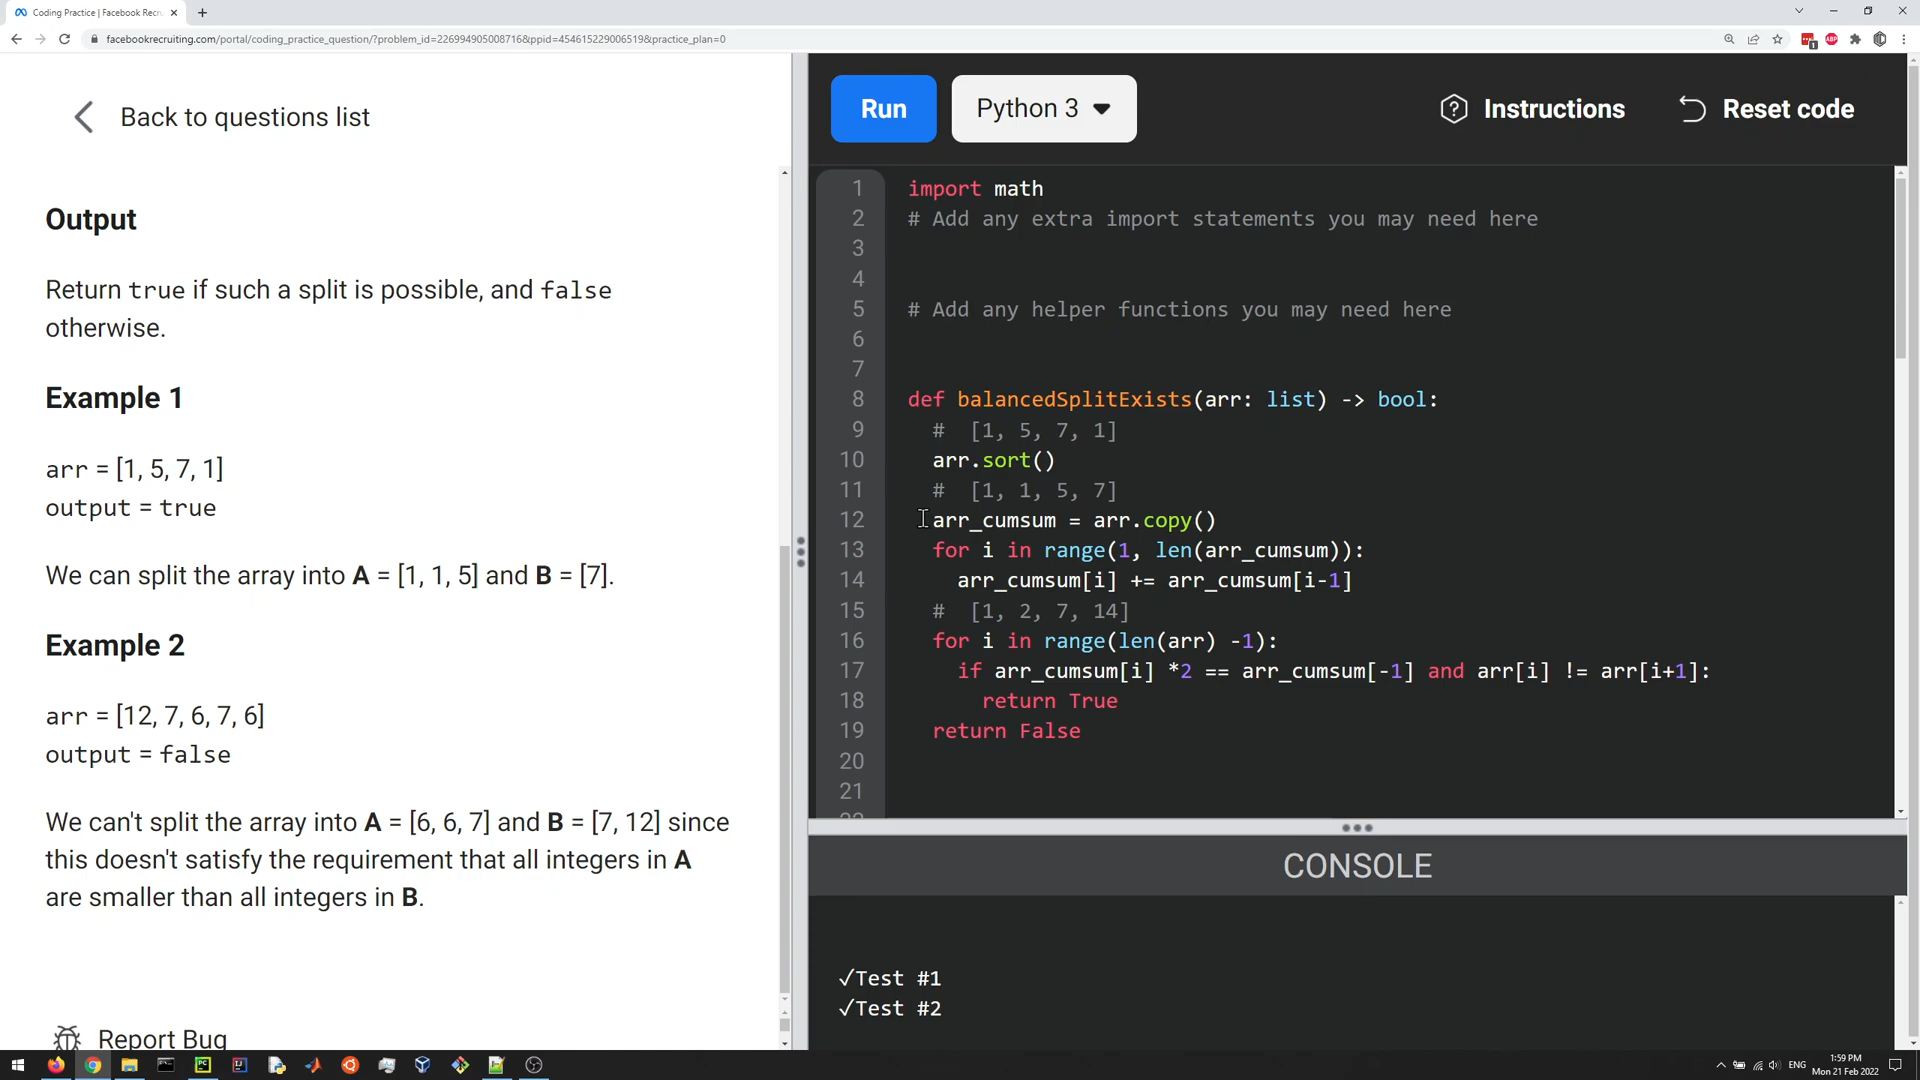 Coding Practice | Facebook Recru
facebookrecruiting.com/portal/coding_practice_question/?problem_id=226994905008716&ppid=454615229006519&practice_plan=0
1
ABP
Back to questions list
Output
Return true if such a split is possible, and false
otherwise.
Example 1
arr = [1, 5, 7, 1]
output = true
We can split the array into A = [1, 1, 5] and B = [7].
Example 2
arr = [12, 7, 6, 7, 6]
output = false
We can't split the array into A = [6, 6, 7] and B = [7, 12] since
this doesn't satisfy the requirement that all integers in A
are smaller than all integers in B.
Report Bug
Run
Python 3
Instructions
Reset code
1 import math
2 # Add any extra import statements you may need here
3
4
5 # Add any helper functions you may need here
6
7
8 def balancedSplitExists(arr: list) -> bool:
9 # [1, 5, 7, 1]
10 arr.sort()
11 # [1, 1, 5, 7]
12 arr_cumsum = arr.copy()
13 for i in range(1, len(arr_cumsum)):
14 arr_cumsum[i] += arr_cumsum[i-1]
15 # [1, 2, 7, 14]
16 for i in range(len(arr) -1):
17 if arr_cumsum[i] *2 == arr_cumsum[-1] and arr[i] != arr[i+1]:
18 return True
19 return False
20
21
22
CONSOLE
✓Test #1
✓Test #2
ENG
1:59 PM
Mon 21 Feb 2022